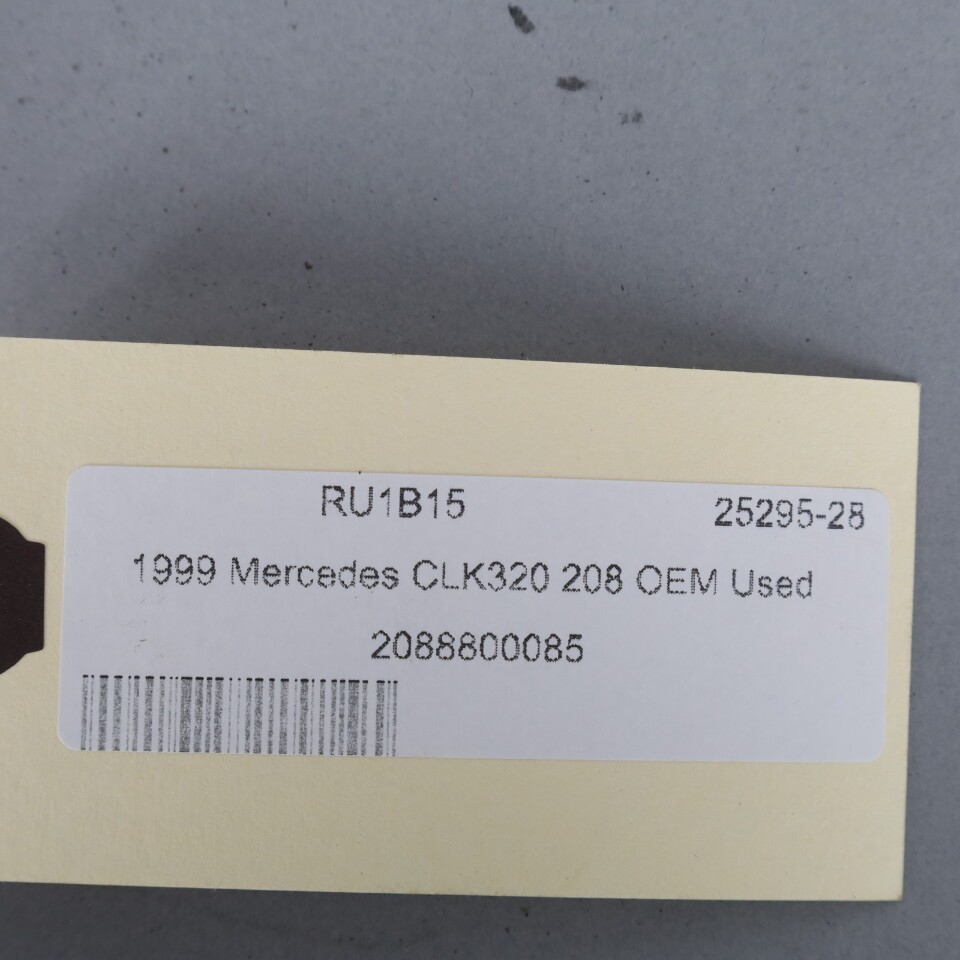 RU1B15 25295-28
1999 Mercedes CLK320 208 OEM Used
2088800085